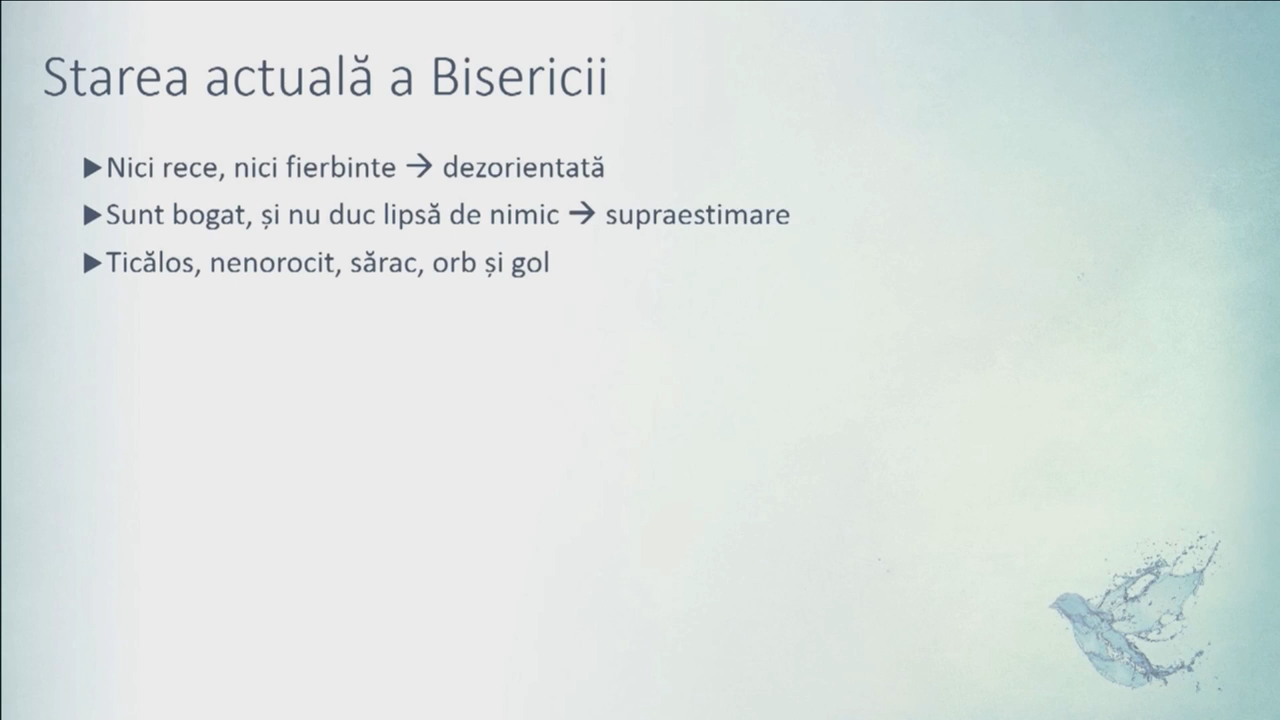 Starea actuală a Bisericii
▶Nici rece, nici fierbinte → dezorientată
▶Sunt bogat, și nu duc lipsă de nimic → supraestimare
▶Ticălos, nenorocit, sărac, orb și gol